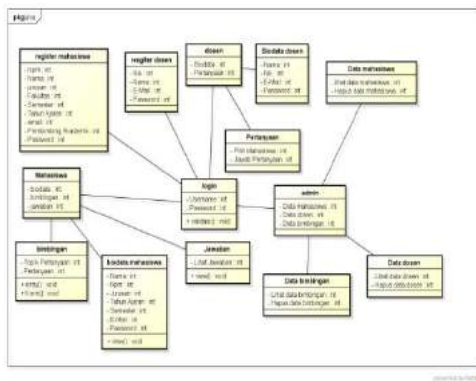 pkg
register mahasiswa
- Npm : int
- Nama : int
- jurusan : int
- Fakultas : int
- Semester : int
- Tahun Ajaran : int
- email : int
- Pembimbing Akademik : int
- Password : int
register dosen
- Nik : int
- Nama : int
- E-Mail : int
- Password : int
dosen
- Biodata : int
- Pertanyaan : int
Biodata dosen
- Nama : int
- Nik : int
- E-Mail : int
- Password : int
Data mahasiswa
- lihat data mahasiswa : int
- Hapus data mahasiswa : int
Pertanyaan
- Pilih Mahasiswa : int
- Jawab Pertanyaan : int
Mahasiswa
- biodata : int
- bimbingan : int
- jawaban : int
login
- Username : int
- Password : int
+ validasi() : void
admin
- Data mahasiswa : int
- Data dosen : int
- Data bimbingan : int
bimbingan
- Topik Pertanyaan : int
- Pertanyaan : int
+ kirim() : void
biodata mahasiswa
- Nama : int
- Npm : int
- Jurusan : int
- Tahun Ajaran : int
- Semester : int
- E-Mail : int
- Password : int
+ view() : void
Jawaban
- Lihat Jawaban : int
+ view() : void
Data bimbingan
- Lihat data bimbingan : int
- Hapus data bimbingan : int
Data dosen
- Lihat data dosen : int
- Hapus data dosen : int